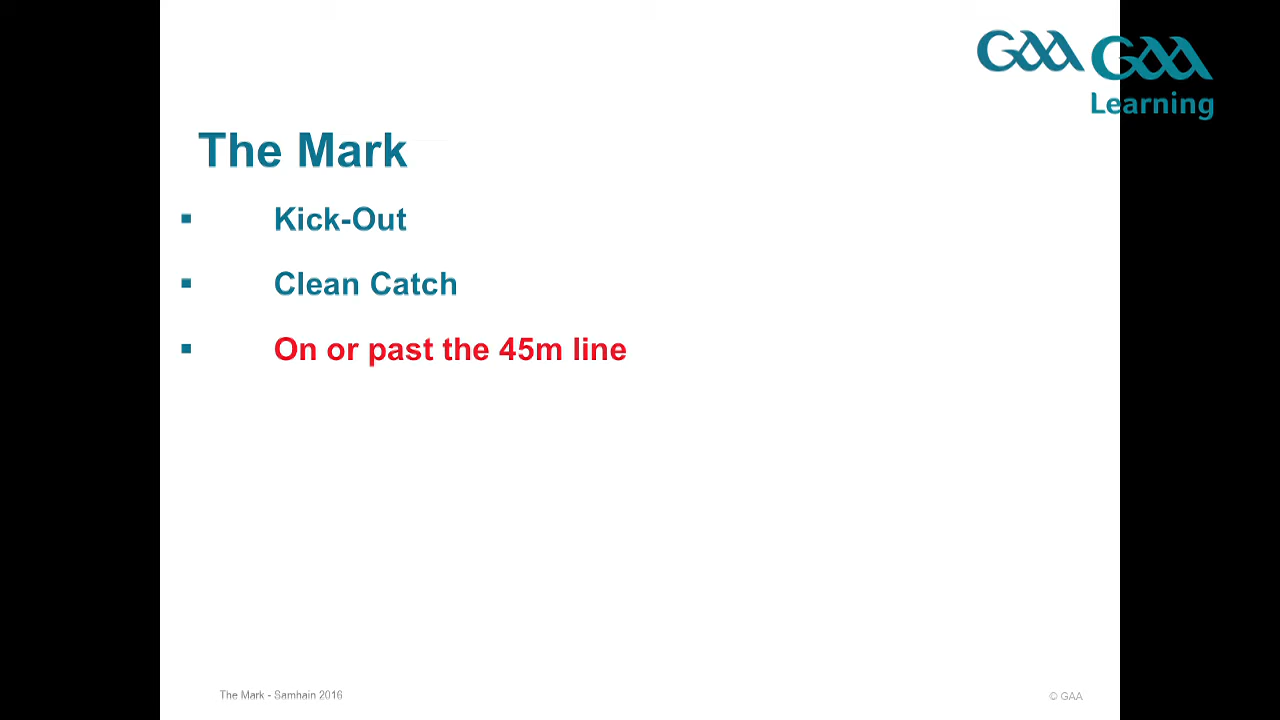 GAA GAA
Learning
The Mark
▪ Kick-Out
▪ Clean Catch
▪ On or past the 45m line
The Mark - Samhain 2016
© GAA